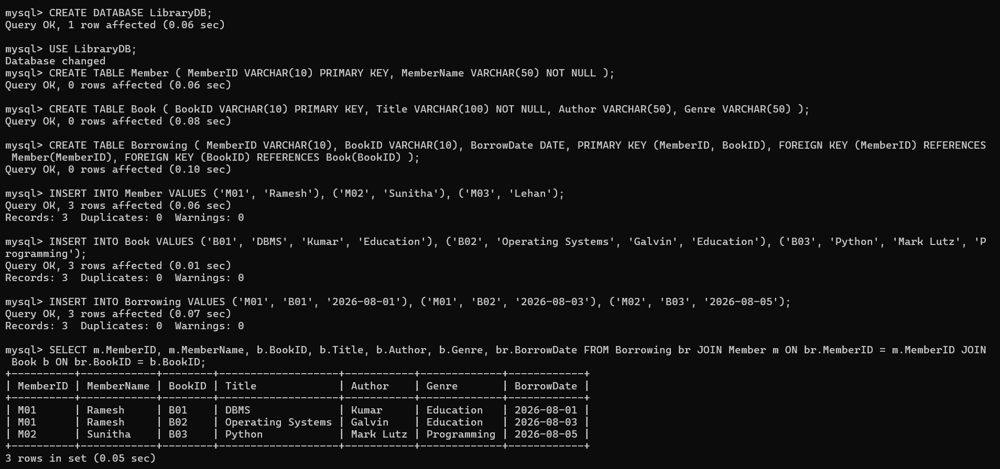 mysql> CREATE DATABASE LibraryDB;
Query OK, 1 row affected (0.06 sec)
mysql> USE LibraryDB;
Database changed
mysql> CREATE TABLE Member ( MemberID VARCHAR(10) PRIMARY KEY, MemberName VARCHAR(50) NOT NULL );
Query OK, 0 rows affected (0.06 sec)
mysql> CREATE TABLE Book ( BookID VARCHAR(10) PRIMARY KEY, Title VARCHAR(100) NOT NULL, Author VARCHAR(50), Genre VARCHAR(50) );
Query OK, 0 rows affected (0.08 sec)
mysql> CREATE TABLE Borrowing ( MemberID VARCHAR(10), BookID VARCHAR(10), BorrowDate DATE, PRIMARY KEY (MemberID, BookID), FOREIGN KEY (MemberID) REFERENCES
 Member(MemberID), FOREIGN KEY (BookID) REFERENCES Book(BookID) );
Query OK, 0 rows affected (0.10 sec)
mysql> INSERT INTO Member VALUES ('M01', 'Ramesh'), ('M02', 'Sunitha'), ('M03', 'Lehan');
Query OK, 3 rows affected (0.06 sec)
Records: 3  Duplicates: 0  Warnings: 0
mysql> INSERT INTO Book VALUES ('B01', 'DBMS', 'Kumar', 'Education'), ('B02', 'Operating Systems', 'Galvin', 'Education'), ('B03', 'Python', 'Mark Lutz', 'P
rogramming');
Query OK, 3 rows affected (0.01 sec)
Records: 3  Duplicates: 0  Warnings: 0
mysql> INSERT INTO Borrowing VALUES ('M01', 'B01', '2026-08-01'), ('M01', 'B02', '2026-08-03'), ('M02', 'B03', '2026-08-05');
Query OK, 3 rows affected (0.07 sec)
Records: 3  Duplicates: 0  Warnings: 0
mysql> SELECT m.MemberID, m.MemberName, b.BookID, b.Title, b.Author, b.Genre, br.BorrowDate FROM Borrowing br JOIN Member m ON br.MemberID = m.MemberID JOIN
 Book b ON br.BookID = b.BookID;
+----------+------------+--------+-------------------+-----------+-------------+------------+
| MemberID | MemberName | BookID | Title             | Author    | Genre       | BorrowDate |
+----------+------------+--------+-------------------+-----------+-------------+------------+
| M01      | Ramesh     | B01    | DBMS              | Kumar     | Education   | 2026-08-01 |
| M01      | Ramesh     | B02    | Operating Systems | Galvin    | Education   | 2026-08-03 |
| M02      | Sunitha    | B03    | Python            | Mark Lutz | Programming | 2026-08-05 |
+----------+------------+--------+-------------------+-----------+-------------+------------+
3 rows in set (0.05 sec)